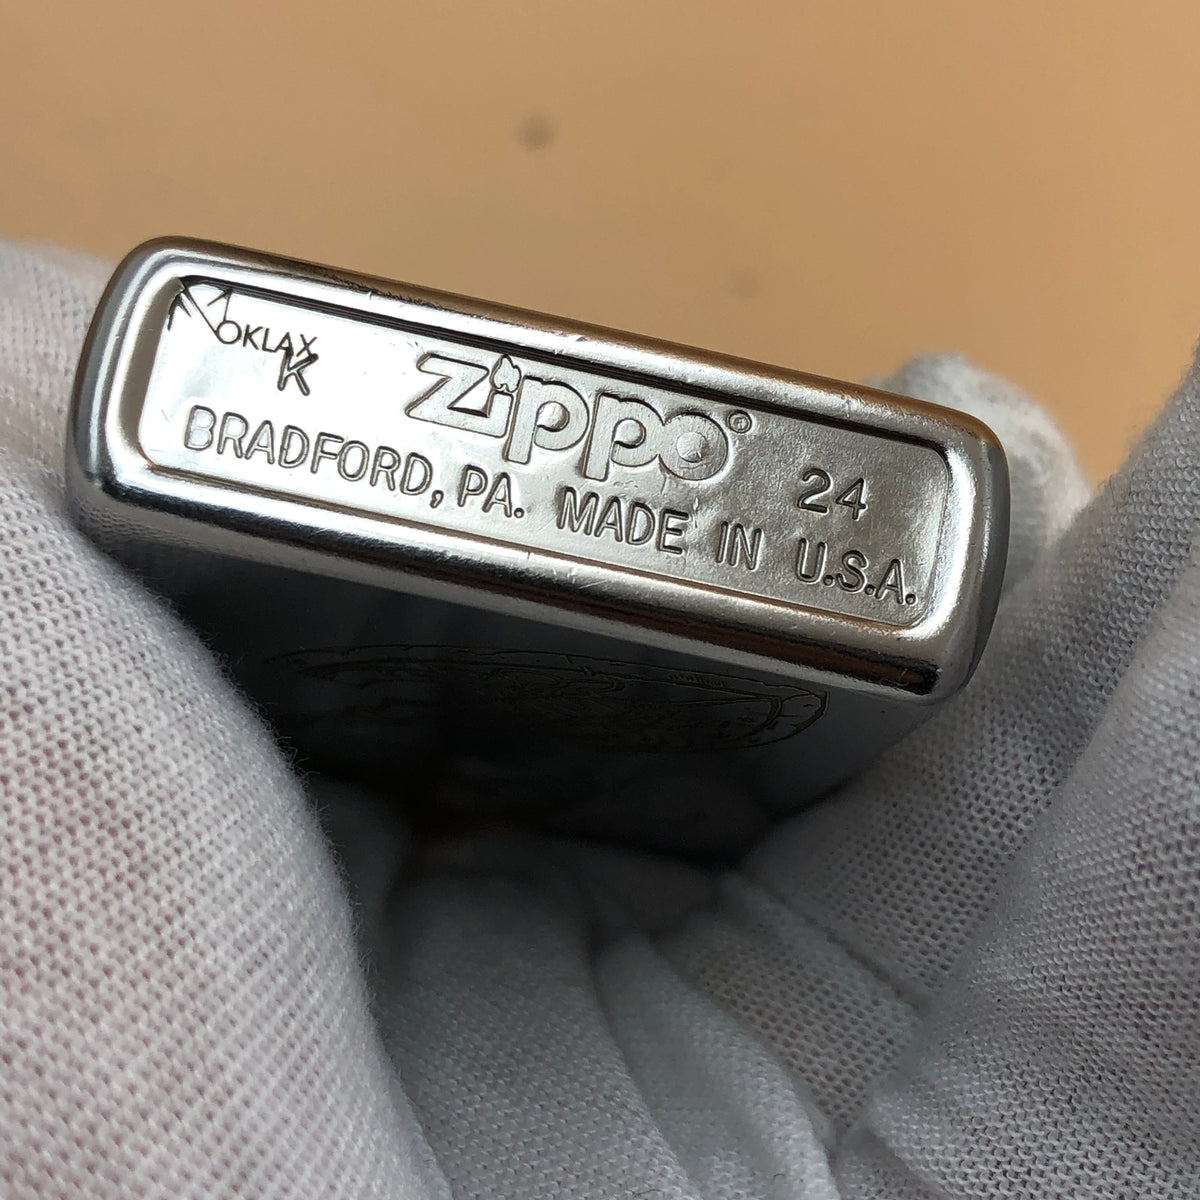 OKLAX
K zippo 24
BRADFORD, PA. MADE IN U.S.A.